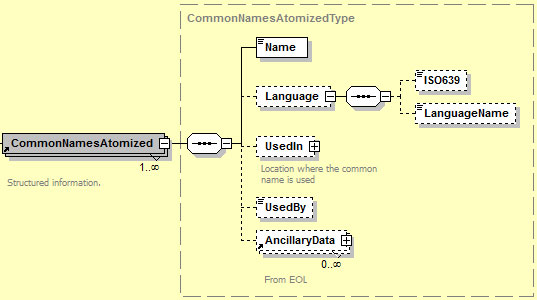 CommonNamesAtomizedType
Name
Language
ISO639
LanguageName
CommonNamesAtomized
1..∞
Structured information.
UsedIn
Location where the common
name is used
UsedBy
AncillaryData
0..∞
From EOL